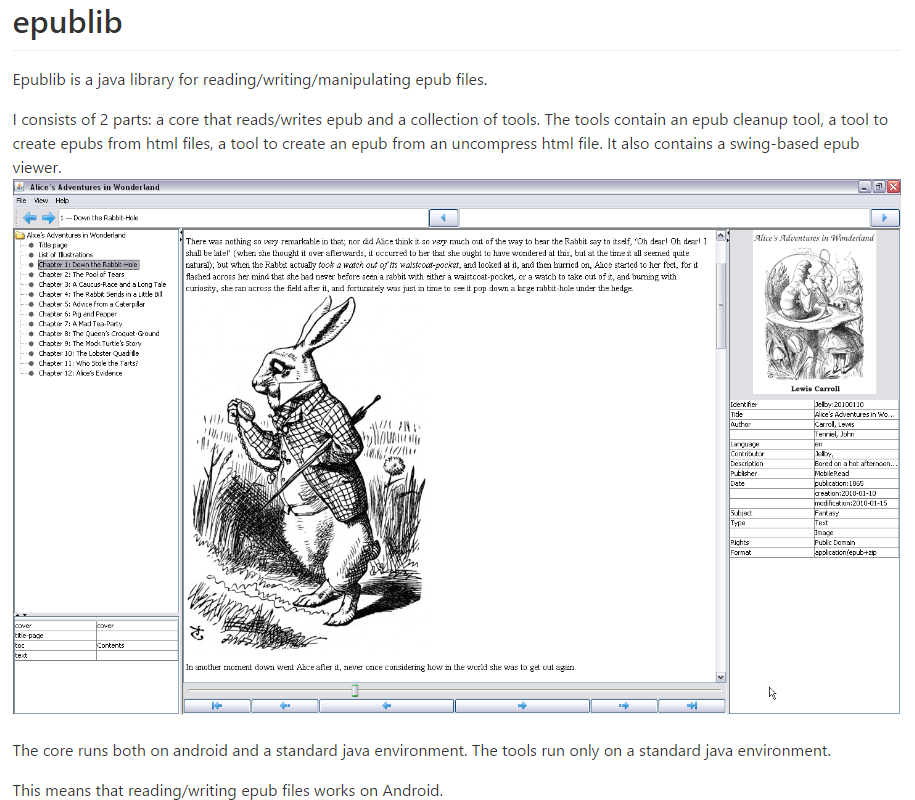 epublib
Epublib is a java library for reading/writing/manipulating epub files.
I consists of 2 parts: a core that reads/writes epub and a collection of tools. The tools contain an epub cleanup tool, a tool to
create epubs from html files, a tool to create an epub from an uncompress html file. It also contains a swing-based epub
viewer.
Alice's Adventures in Wonderland
File View Help
1 — Down the Rabbit-Hole
Alice's Adventures in Wonderland
Title page
List of Illustrations
Chapter 1: Down the Rabbit-Hole
Chapter 2: The Pool of Tears
Chapter 3: A Caucus-Race and a Long Tale
Chapter 4: The Rabbit Sends in a Little Bill
Chapter 5: Advice from a Caterpillar
Chapter 6: Pig and Pepper
Chapter 7: A Mad Tea-Party
Chapter 8: The Queen's Croquet-Ground
Chapter 9: The Mock Turtle's Story
Chapter 10: The Lobster Quadrille
Chapter 11: Who Stole the Tarts?
Chapter 12: Alice's Evidence
cover cover
title-page
toc Contents
text
There was nothing so very remarkable in that; nor did Alice think it so very much out of the way to hear the Rabbit say to itself, 'Oh dear! Oh dear! I
shall be late!' (when she thought it over afterwards, it occurred to her that she ought to have wondered at this, but at the time it all seemed quite
natural); but when the Rabbit actually took a watch out of its waistcoat-pocket, and looked at it, and then hurried on, Alice started to her feet, for it
flashed across her mind that she had never before seen a rabbit with either a waistcoat-pocket, or a watch to take out of it, and burning with
curiosity, she ran across the field after it, and fortunately was just in time to see it pop down a large rabbit-hole under the hedge.
In another moment down went Alice after it, never once considering how in the world she was to get out again.
Alice's Adventures in Wonderland
Lewis Carroll
Identifier Jellby:20100110
Title Alice's Adventures in Wo...
Author Carroll, Lewis
Tenniel, John
Language en
Contributor Jellby,
Description Bored on a hot afternoon...
Publisher MobileRead
Date publication:1865
creation:2010-01-10
modification:2010-01-15
Subject Fantasy
Type Text
Image
Rights Public Domain
Format application/epub+zip
The core runs both on android and a standard java environment. The tools run only on a standard java environment.
This means that reading/writing epub files works on Android.